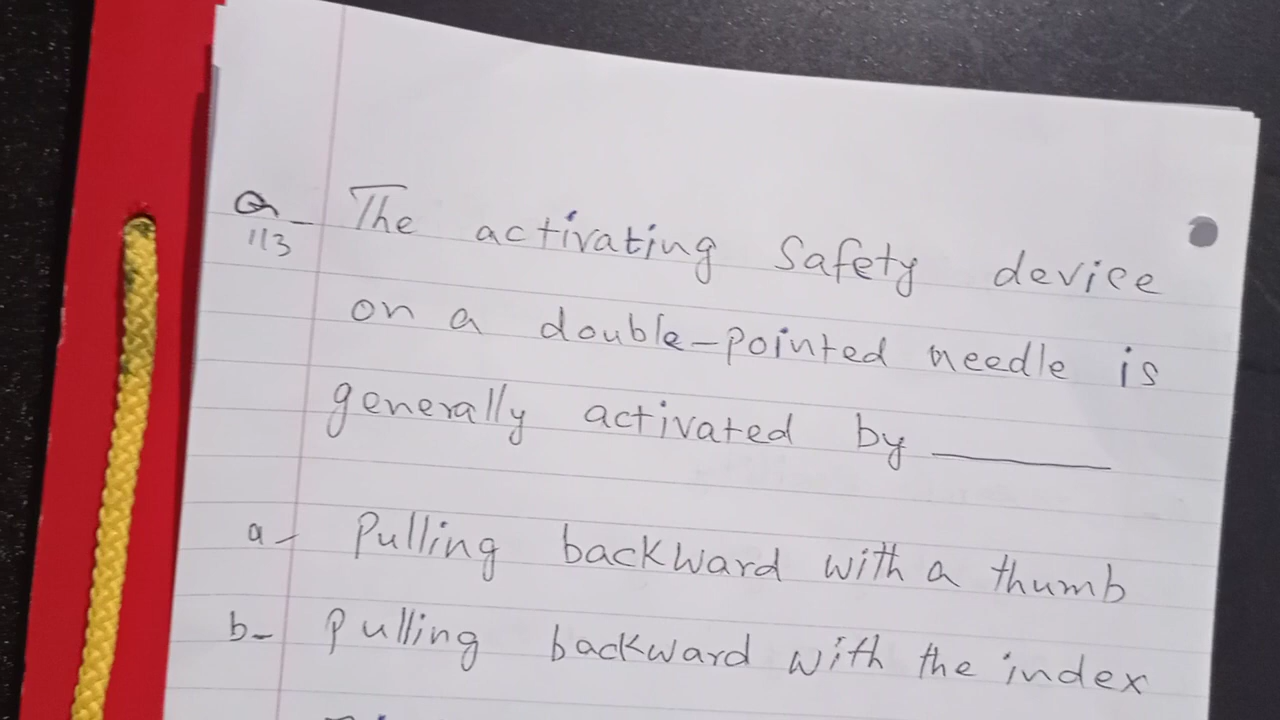 Q 113 - The activating Safety device
on a double-pointed needle is
generally activated by ______
a- Pulling backward with a thumb
b- pulling backward with the index